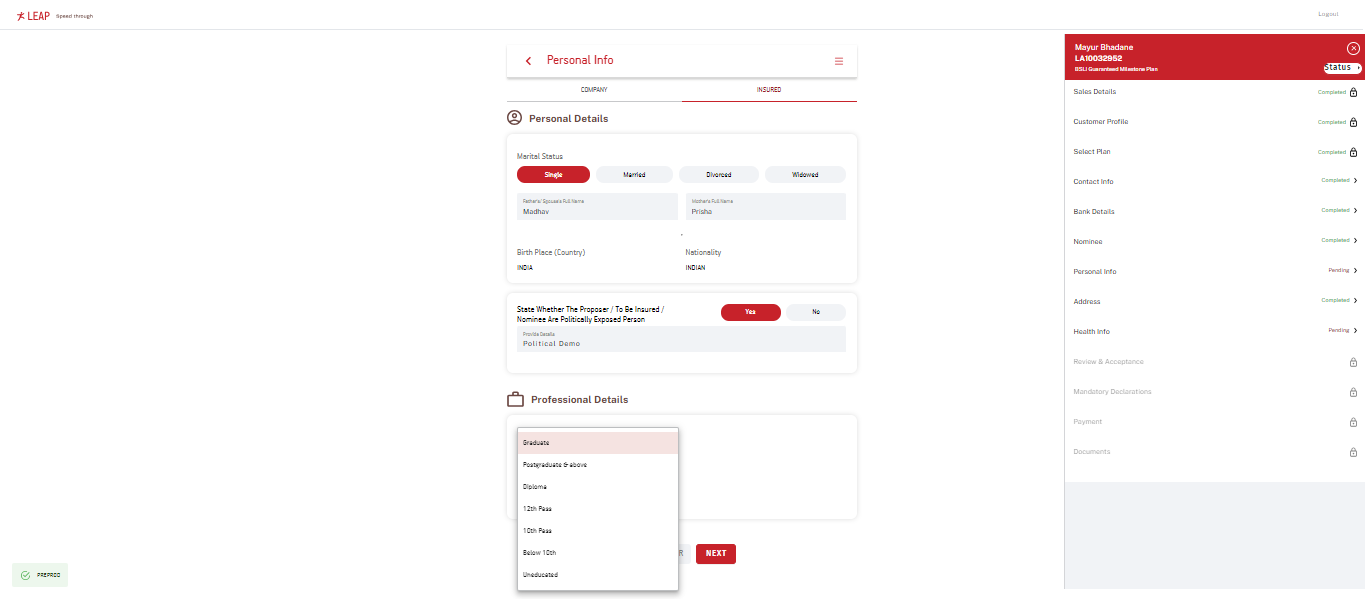 LEAP Speed through
Logout
Personal Info
COMPANY INSURED
Personal Details
Marital Status
Single Married Divorced Widowed
Father's/ Spouse's Full Name
Madhav
Mother's Full Name
Prisha
Birth Place (Country)
INDIA
Nationality
INDIAN
State Whether The Proposer / To Be Insured /
Nominee Are Politically Exposed Person
Yes No
Provide Details
Political Demo
Professional Details
Graduate
Postgraduate & above
Diploma
12th Pass
10th Pass
Below 10th
Uneducated
R NEXT
PREPROD
Mayur Bhadane
LA10032952
BSLI Guaranteed Milestone Plan
Status
Sales Details Completed
Customer Profile Completed
Select Plan Completed
Contact Info Completed
Bank Details Completed
Nominee Completed
Personal Info Pending
Address Completed
Health Info Pending
Review & Acceptance
Mandatory Declarations
Payment
Documents